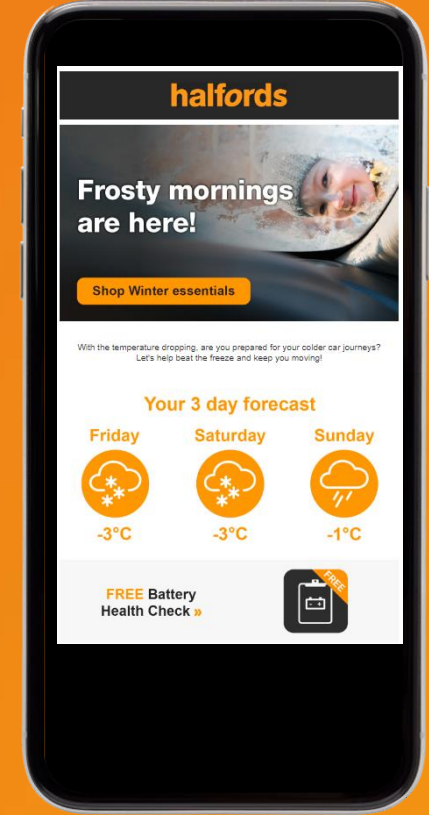 halfords
Frosty mornings
are here!
Shop Winter essentials
With the temperature dropping, are you prepared for your colder car journeys?
Let's help beat the freeze and keep you moving!
Your 3 day forecast
Friday Saturday Sunday
-3°C -3°C -1°C
FREE Battery
Health Check »
FREE